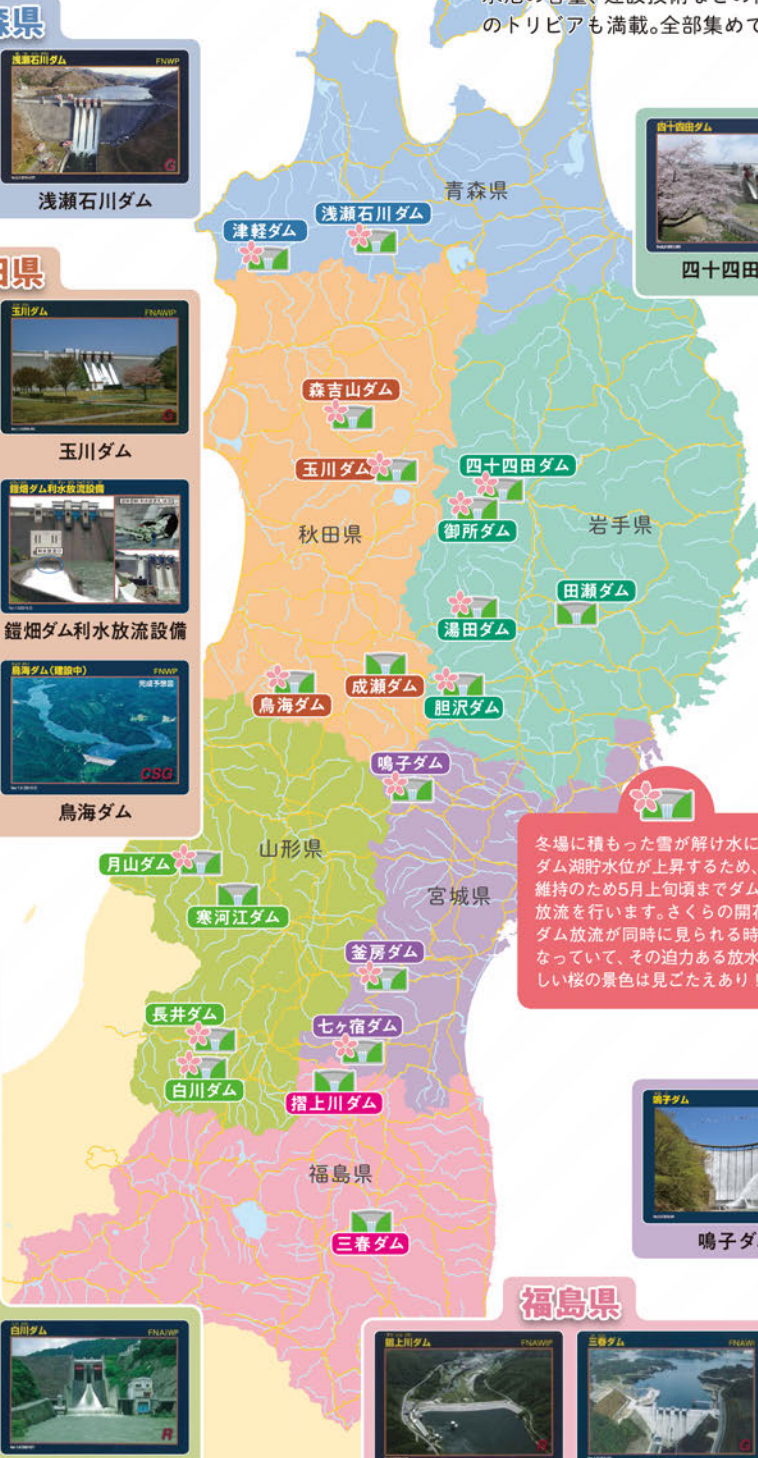 のトリビアも満載。全部集めて
県
浅瀬石川ダム
FNWP
G
浅瀬石川ダム
四十四田ダム
四十四田
青森県
津軽ダム
浅瀬石川ダム
県
玉川ダム
FNAWIP
G
玉川ダム
鎧畑ダム利水放流設備
鎧畑ダム利水放流設備
鳥海ダム(建設中)
FNWP
完成予想図
CSG
鳥海ダム
森吉山ダム
玉川ダム
秋田県
鳥海ダム
成瀬ダム
四十四田ダム
御所ダム
岩手県
田瀬ダム
湯田ダム
胆沢ダム
鳴子ダム
山形県
月山ダム
寒河江ダム
宮城県
釜房ダム
長井ダム
白川ダム
七ヶ宿ダム
摺上川ダム
福島県
三春ダム
冬場に積もった雪が解け水に
ダム湖貯水位が上昇するため、
維持のため5月上旬頃までダム
放流を行います。さくらの開花
ダム放流が同時に見られる時
なっていて、その迫力ある放水
しい桜の景色は見ごたえあり!
鳴子ダム
鳴子ダ
白川ダム
FNAIWP
R
福島県
摺上川ダム
FNAWIP
R
三春ダム
FNAWI
G